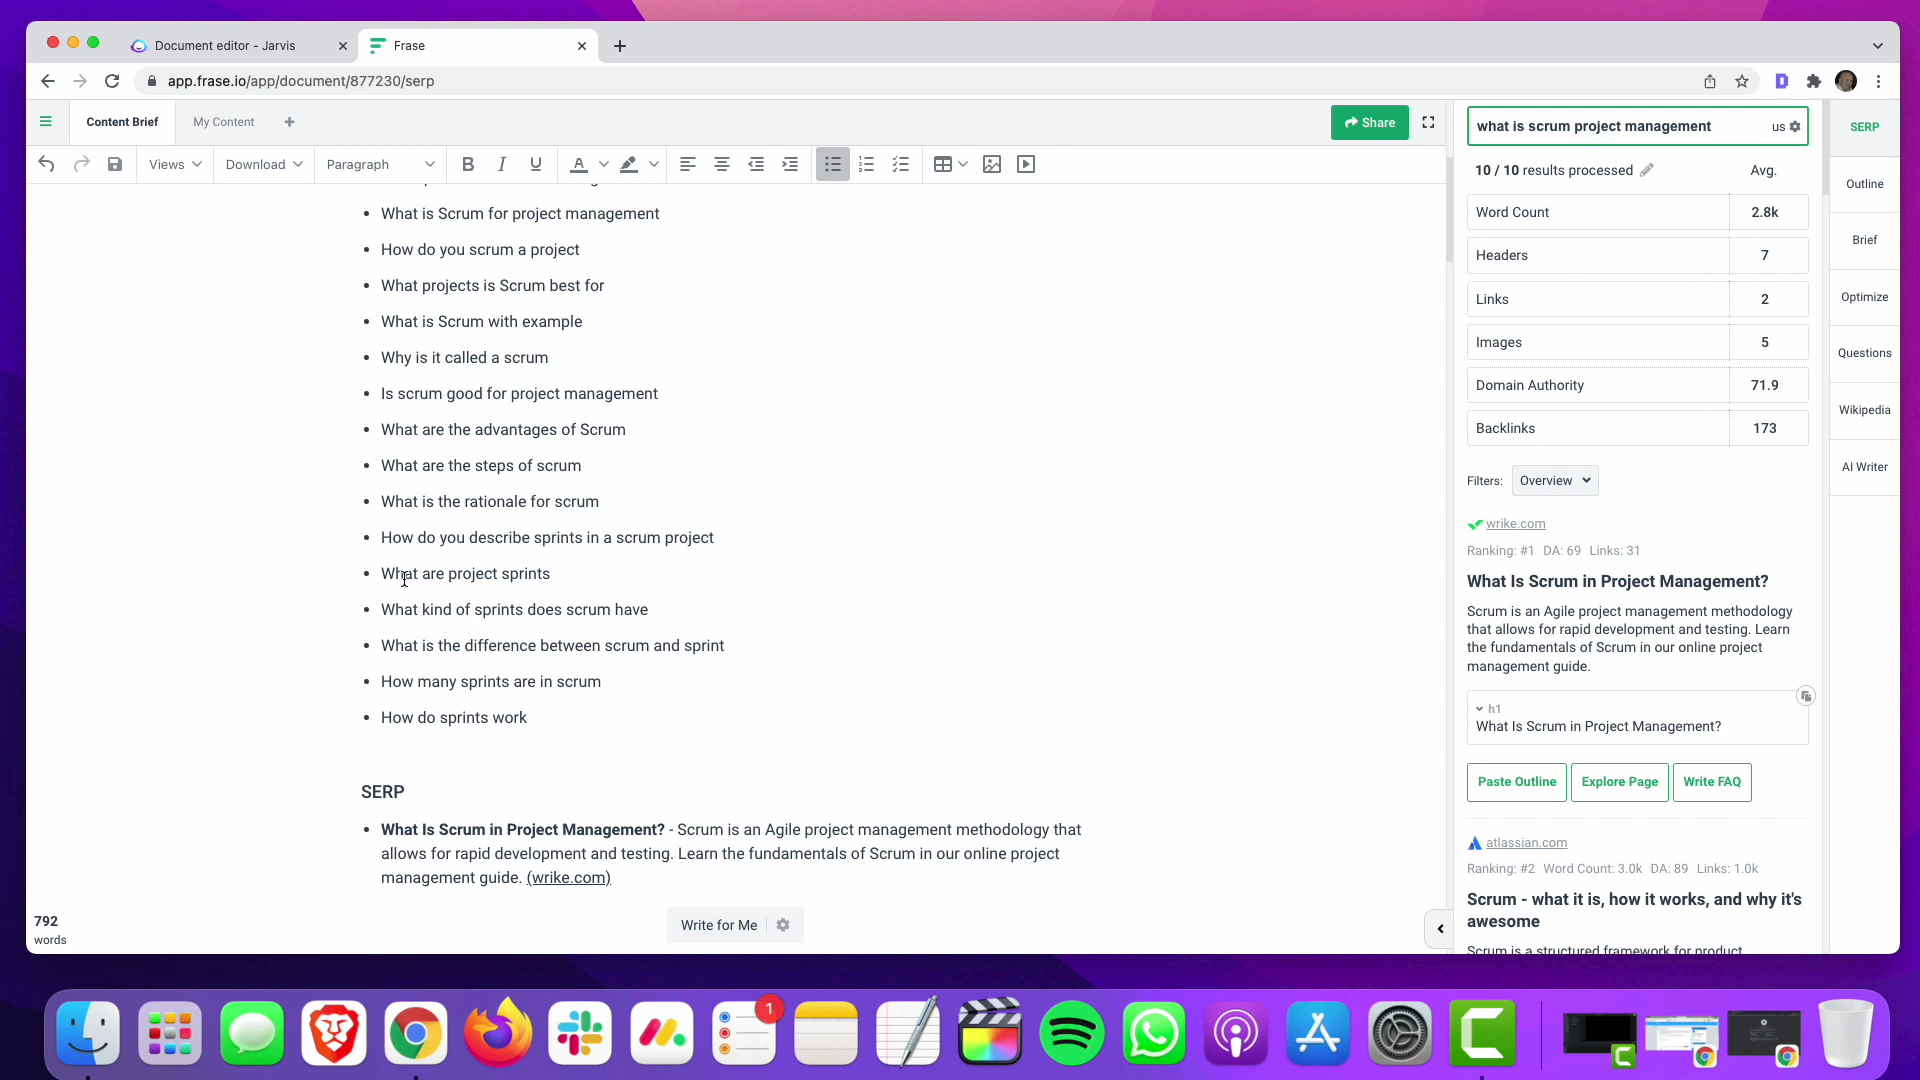 Document editor - Jarvis
Frase
app.frase.io/app/document/877230/serp
Content Brief
My Content
Share
Views
Download
Paragraph
B
I
U
A
What is Scrum for project management
How do you scrum a project
What projects is Scrum best for
What is Scrum with example
Why is it called a scrum
Is scrum good for project management
What are the advantages of Scrum
What are the steps of scrum
What is the rationale for scrum
How do you describe sprints in a scrum project
What are project sprints
What kind of sprints does scrum have
What is the difference between scrum and sprint
How many sprints are in scrum
How do sprints work
SERP
What Is Scrum in Project Management? - Scrum is an Agile project management methodology that
allows for rapid development and testing. Learn the fundamentals of Scrum in our online project
management guide. (wrike.com)
792
words
Write for Me
what is scrum project management
us
10 / 10 results processed
Avg.
Word Count 2.8k
Headers 7
Links 2
Images 5
Domain Authority 71.9
Backlinks 173
Filters: Overview
wrike.com
Ranking: #1 DA: 69 Links: 31
What Is Scrum in Project Management?
Scrum is an Agile project management methodology
that allows for rapid development and testing. Learn
the fundamentals of Scrum in our online project
management guide.
h1
What Is Scrum in Project Management?
Paste Outline
Explore Page
Write FAQ
atlassian.com
Ranking: #2 Word Count: 3.0k DA: 89 Links: 1.0k
Scrum - what it is, how it works, and why it's
awesome
Scrum is a structured framework for product
SERP
Outline
Brief
Optimize
Questions
Wikipedia
AI Writer
1